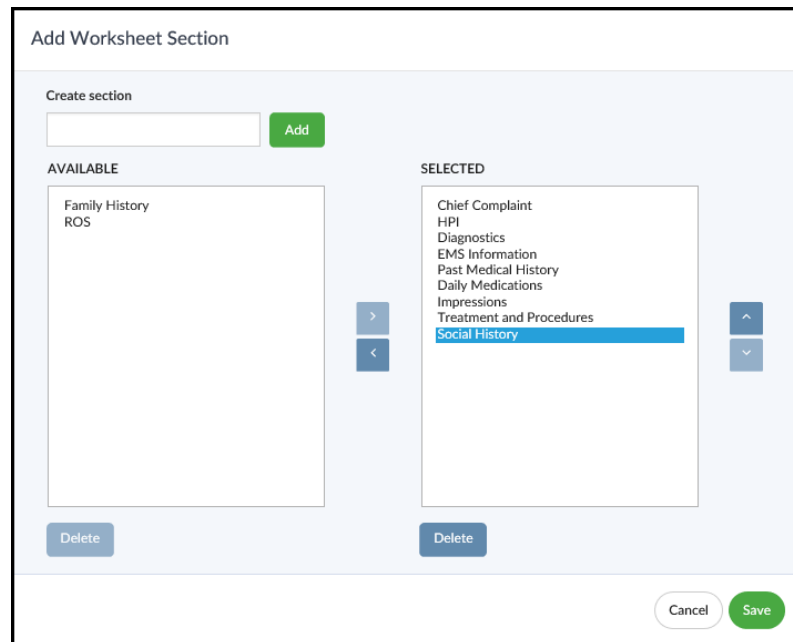 Add Worksheet Section
Create section
Add
AVAILABLE
Family History
ROS
SELECTED
Chief Complaint
HPI
Diagnostics
EMS Information
Past Medical History
Daily Medications
Impressions
Treatment and Procedures
Social History
Delete
Delete
Cancel
Save